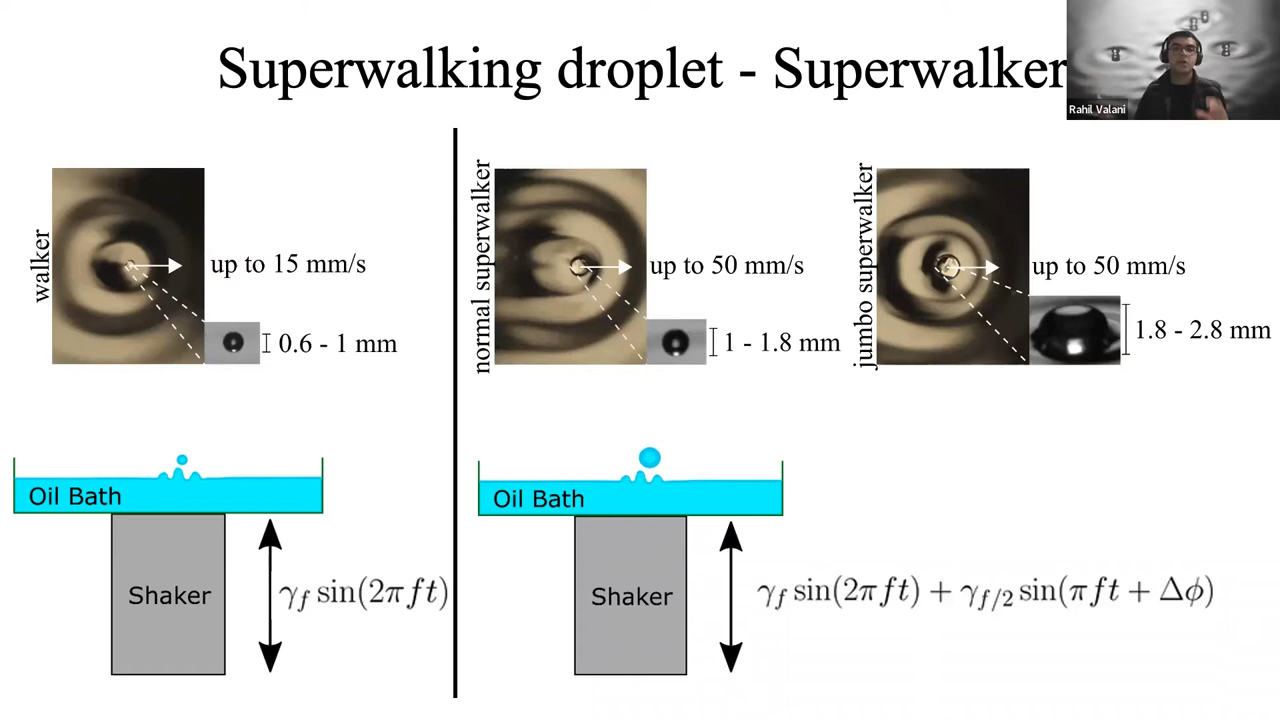 Superwalking droplet - Superwalker
Rahil Valani
walker
up to 15 mm/s
0.6 - 1 mm
normal superwalker
up to 50 mm/s
1 - 1.8 mm
jumbo superwalker
up to 50 mm/s
1.8 - 2.8 mm
Oil Bath
Shaker
γ_f sin(2πft)
Oil Bath
Shaker
γ_f sin(2πft) + γ_{f/2} sin(πft + Δϕ)